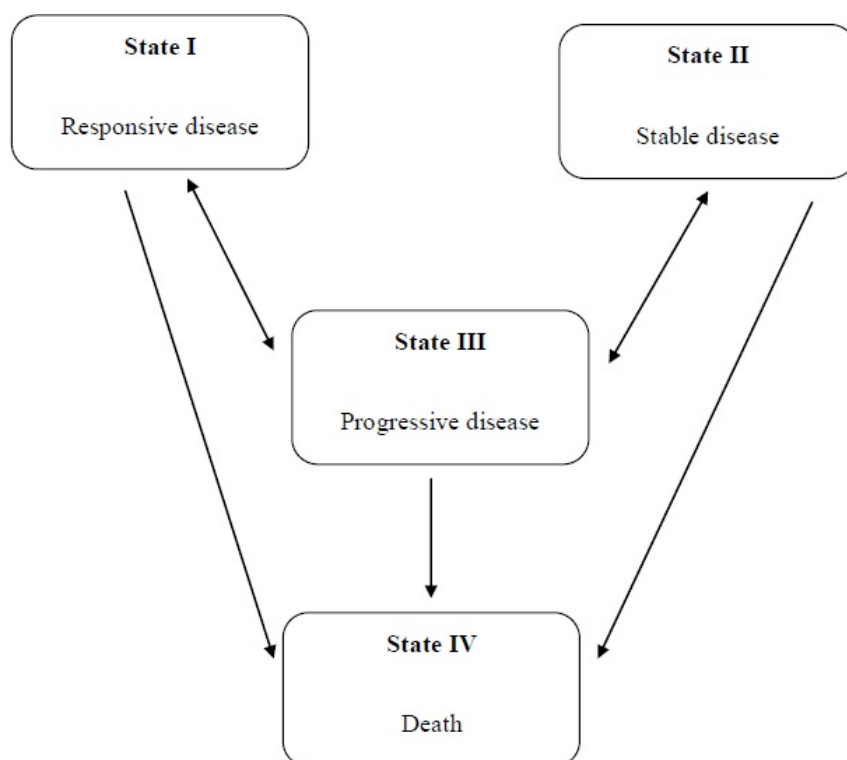 State I
Responsive disease
State II
Stable disease
State III
Progressive disease
State IV
Death